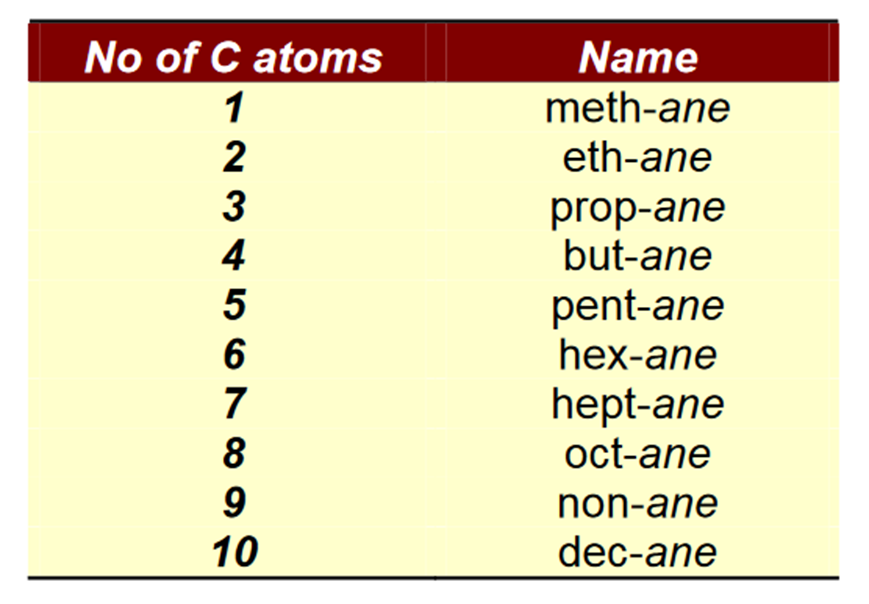 No of C atoms Name
1 meth-ane
2 eth-ane
3 prop-ane
4 but-ane
5 pent-ane
6 hex-ane
7 hept-ane
8 oct-ane
9 non-ane
10 dec-ane